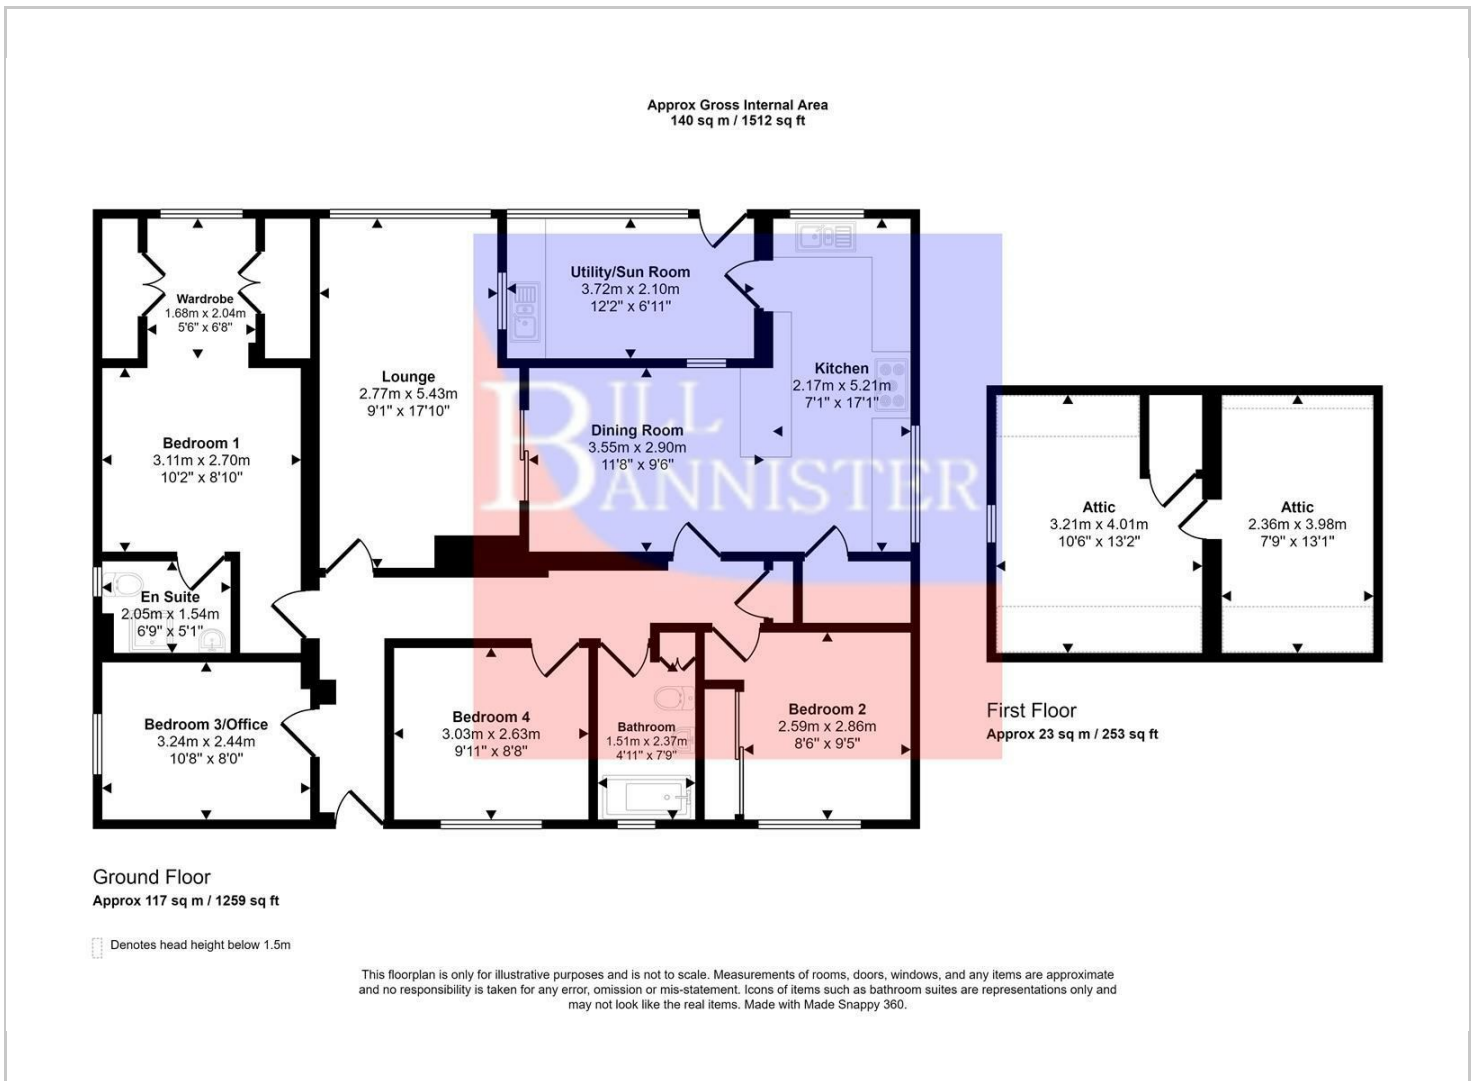 Approx Gross Internal Area
140 sq m / 1512 sq ft
Utility/Sun Room
3.72m x 2.10m
12'2" x 6'11"
Wardrobe
1.68m x 2.04m
5'6" x 6'8"
Lounge
2.77m x 5.43m
9'1" x 17'10"
Kitchen
2.17m x 5.21m
7'1" x 17'1"
Dining Room
3.55m x 2.90m
11'8" x 9'6"
BILL
BANNISTER
Bedroom 1
3.11m x 2.70m
10'2" x 8'10"
Attic
3.21m x 4.01m
10'6" x 13'2"
Attic
2.36m x 3.98m
7'9" x 13'1"
En Suite
2.05m x 1.54m
6'9" x 5'1"
Bedroom 3/Office
3.24m x 2.44m
10'8" x 8'0"
Bedroom 4
3.03m x 2.63m
9'11" x 8'8"
Bathroom
1.51m x 2.37m
4'11" x 7'9"
Bedroom 2
2.59m x 2.86m
8'6" x 9'5"
First Floor
Approx 23 sq m / 253 sq ft
Ground Floor
Approx 117 sq m / 1259 sq ft
Denotes head height below 1.5m
This floorplan is only for illustrative purposes and is not to scale. Measurements of rooms, doors, windows, and any items are approximate
and no responsibility is taken for any error, omission or mis-statement. Icons of items such as bathroom suites are representations only and
may not look like the real items. Made with Made Snappy 360.